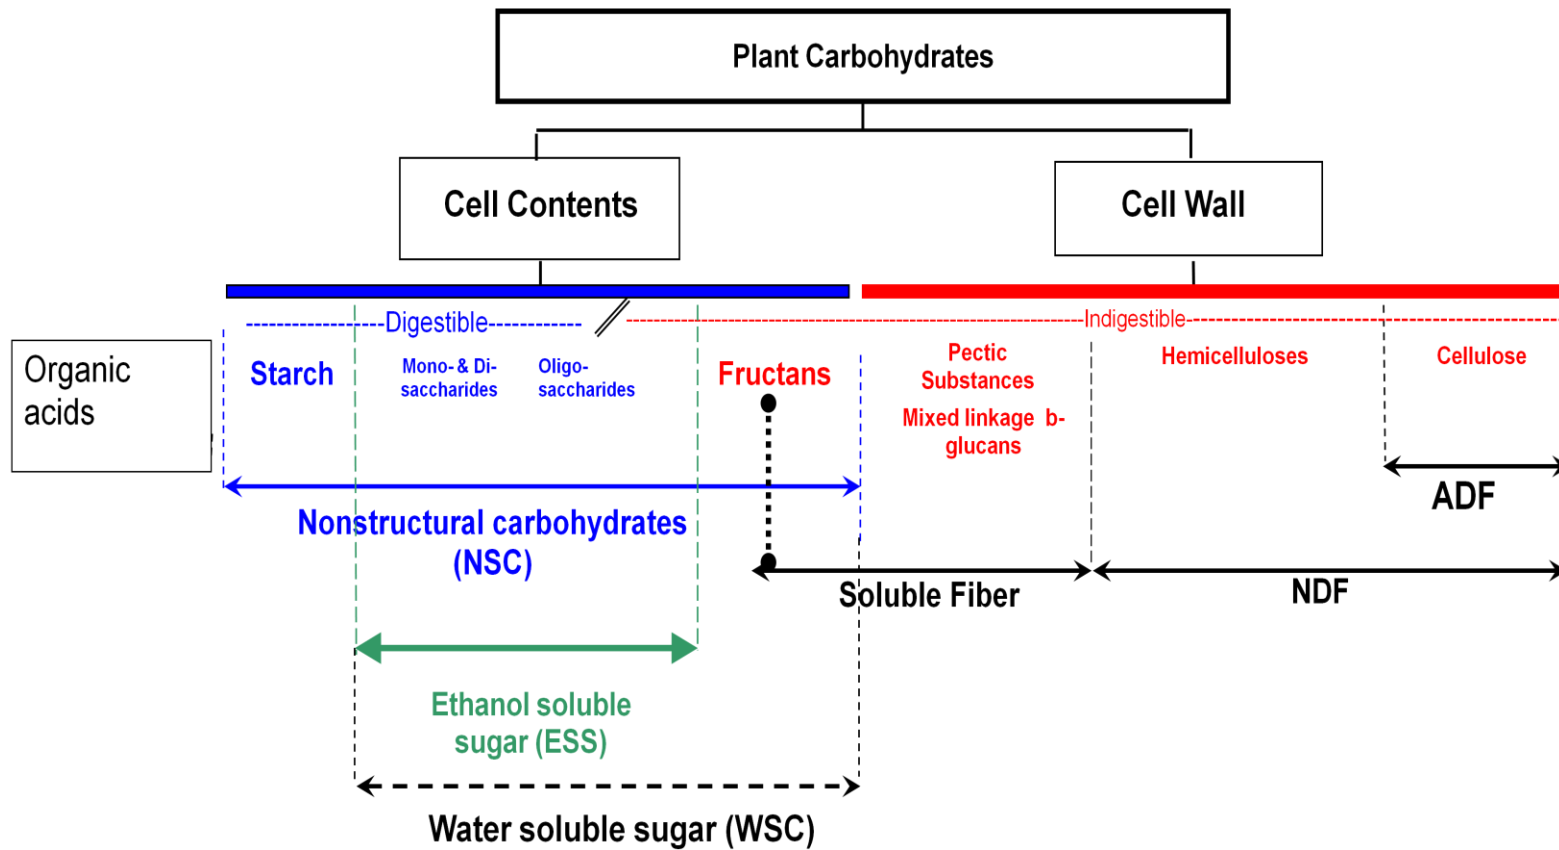 Plant Carbohydrates
Cell Contents
Cell Wall
Digestible
Indigestible
Organic
acids
Starch
Mono- & Di-
saccharides
Oligo-
saccharides
Fructans
Pectic
Substances
Mixed linkage b-
glucans
Hemicelluloses
Cellulose
ADF
Nonstructural carbohydrates
(NSC)
Soluble Fiber
NDF
Ethanol soluble
sugar (ESS)
Water soluble sugar (WSC)